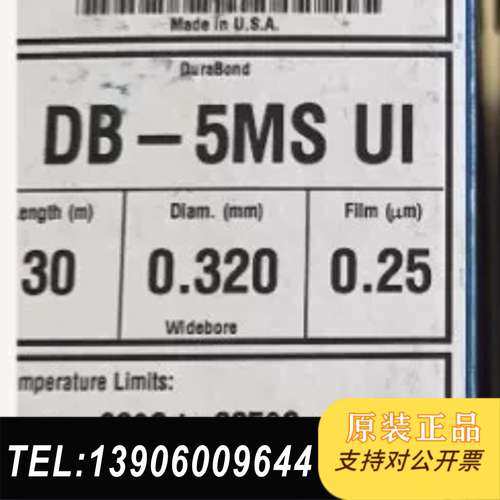 Made in U.S.A.
DuraBond
DB-5MS UI
ength (m)
Diam. (mm)
Film (μm)
30
0.320
0.25
Widebore
mperature Limits:
TEL:13906009644
原装正品
支持对公开票